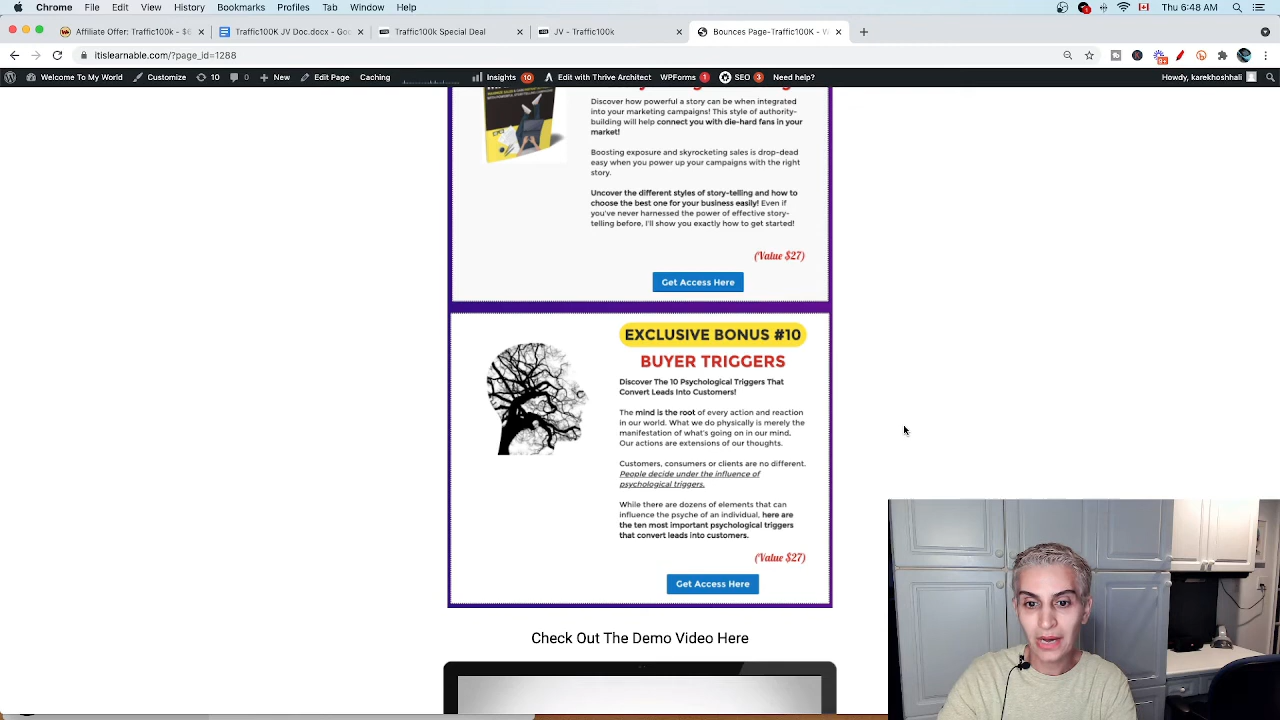 Chrome File Edit View History Bookmarks Profiles Tab Window Help Thu 6:48 AM
Affiliate Offer: Traffic100k - $6
Traffic100K JV Doc.docx - Goo
Traffic100k Special Deal
JV - Traffic100k
Bounces Page-Traffic100K - W
itislearnable.com/?page_id=1288
Welcome To My World Customize 10 0 New Edit Page Caching Insights 10 Edit with Thrive Architect WPForms 1 SEO 3 Need help? Howdy, karekhoshali
Discover how powerful a story can be when integrated
into your marketing campaigns! This style of authority-
building will help connect you with die-hard fans in your
market!
Boosting exposure and skyrocketing sales is drop-dead
easy when you power up your campaigns with the right
story.
Uncover the different styles of story-telling and how to
choose the best one for your business easily! Even if
you've never harnessed the power of effective story-
telling before, I'll show you exactly how to get started!
(Value $27)
Get Access Here
EXCLUSIVE BONUS #10
BUYER TRIGGERS
Discover The 10 Psychological Triggers That
Convert Leads Into Customers!
The mind is the root of every action and reaction
in our world. What we do physically is merely the
manifestation of what's going on in our mind.
Our actions are extensions of our thoughts.
Customers, consumers or clients are no different.
People decide under the influence of
psychological triggers.
While there are dozens of elements that can
influence the psyche of an individual, here are
the ten most important psychological triggers
that convert leads into customers.
(Value $27)
Get Access Here
Check Out The Demo Video Here